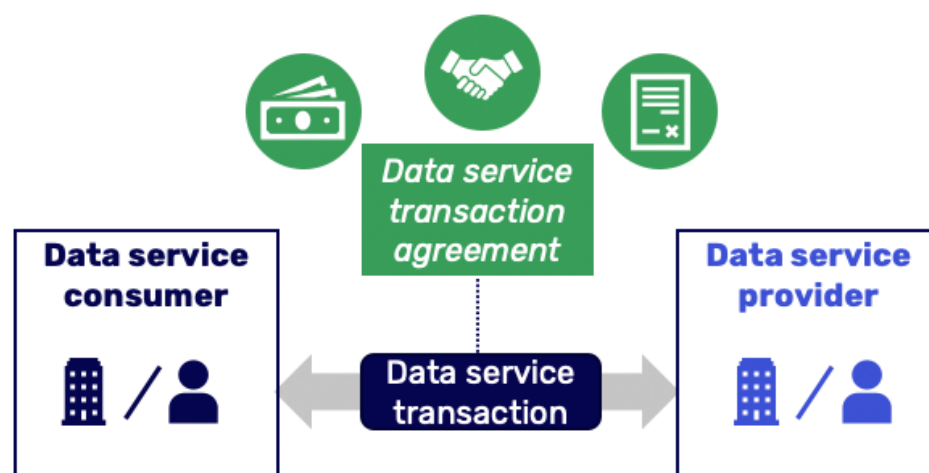 Data service
transaction
agreement
Data service
consumer
Data service
provider
Data service
transaction